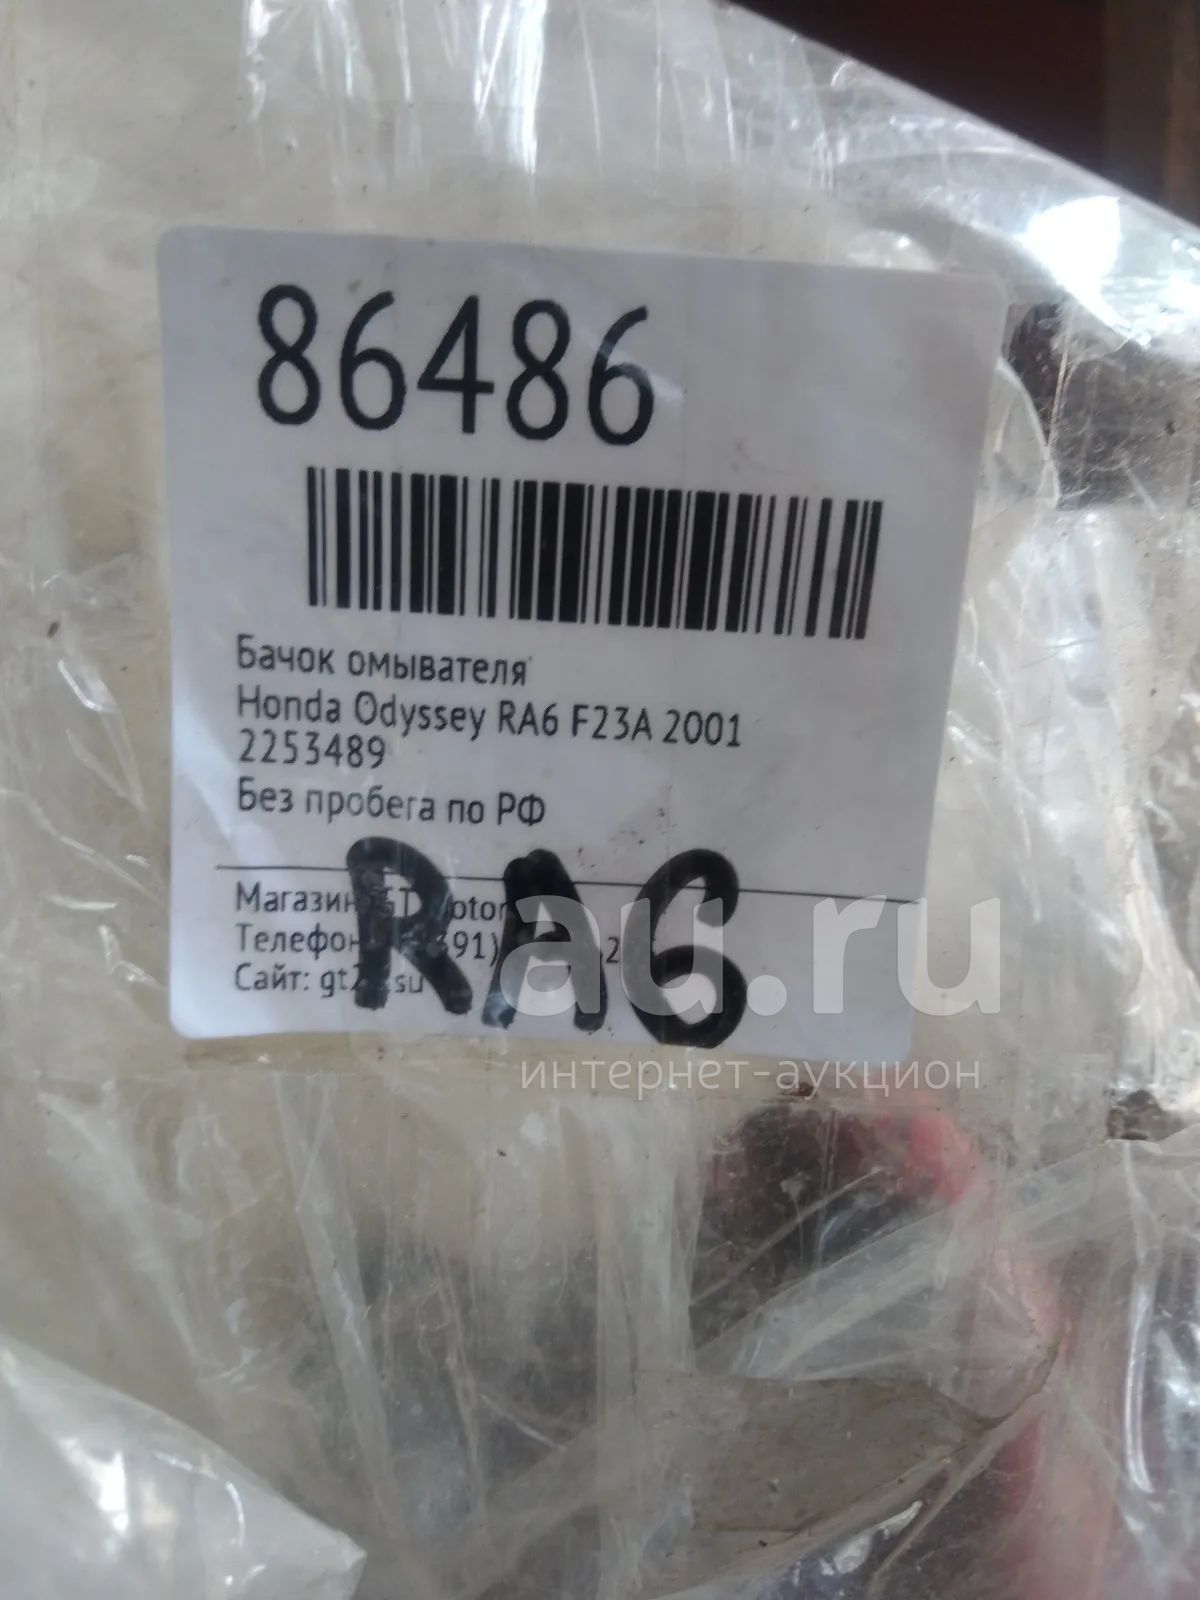 86486
Бачок омывателя
Honda Odyssey RA6 F23A 2001
2253489
Без пробега по РФ
RA6
Магазин
Телефон
Сайт:
au.ru
интернет-аукцион